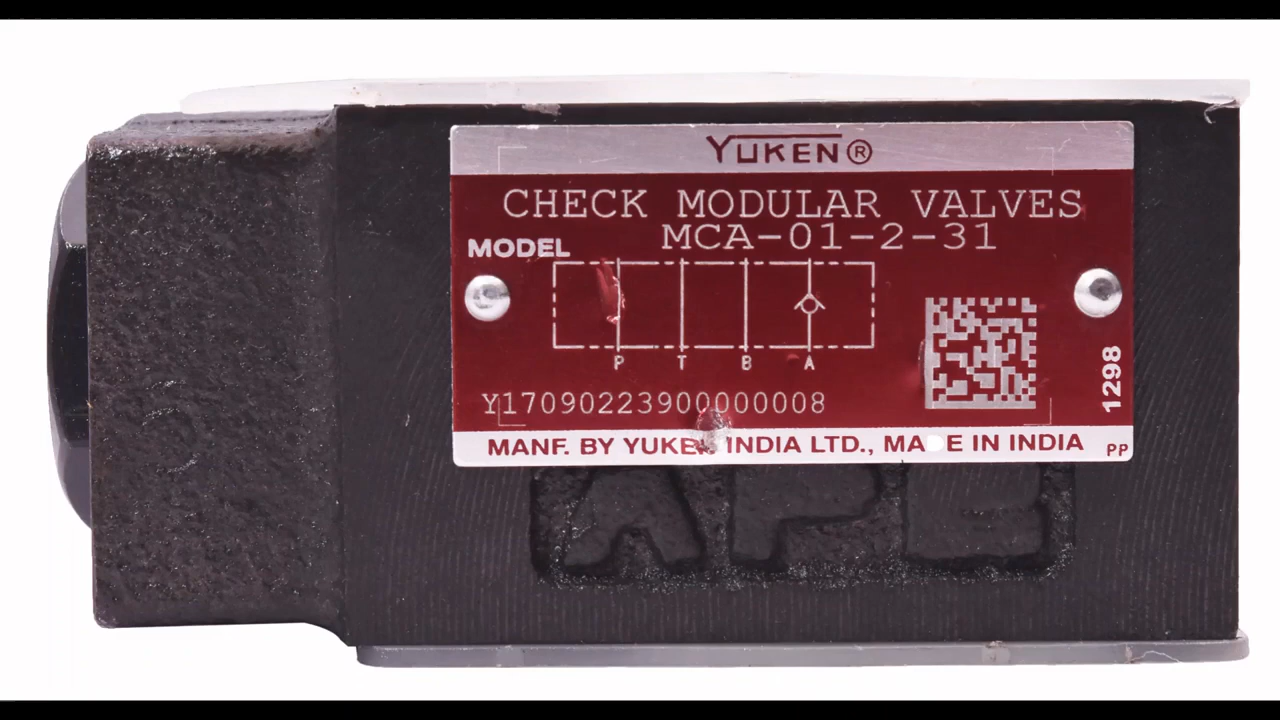 YUKEN®
CHECK MODULAR VALVES
MODEL MCA-01-2-31
P T B A
Y17090223900000008
1298
MANF. BY YUKEN INDIA LTD., MADE IN INDIA
PP